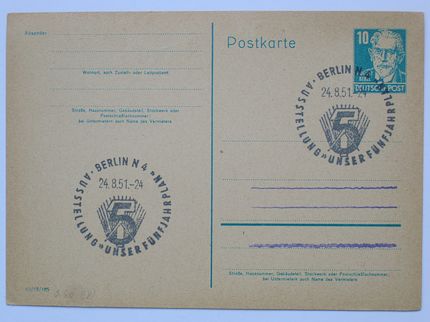 Absender:
Wohnort, auch Zustell- oder Leitpostamt
Straße, Hausnummer, Gebäudeteil, Stockwerk oder
Postschließfachnummer;
bei Untermietern auch Name des Vermieters
Postkarte
10
DEUTSCHE POST
BERLIN N 4
24.8.51.-24
5
AUSSTELLUNG »UNSER FÜNFJAHRPLAN«
BERLIN N 4
24.8.51.-24
5
AUSSTELLUNG »UNSER FÜNFJAHRPLAN«
Straße, Hausnummer, Gebäudeteil, Stockwerk oder Postschließfachnummer;
bei Untermietern auch Name des Vermieters